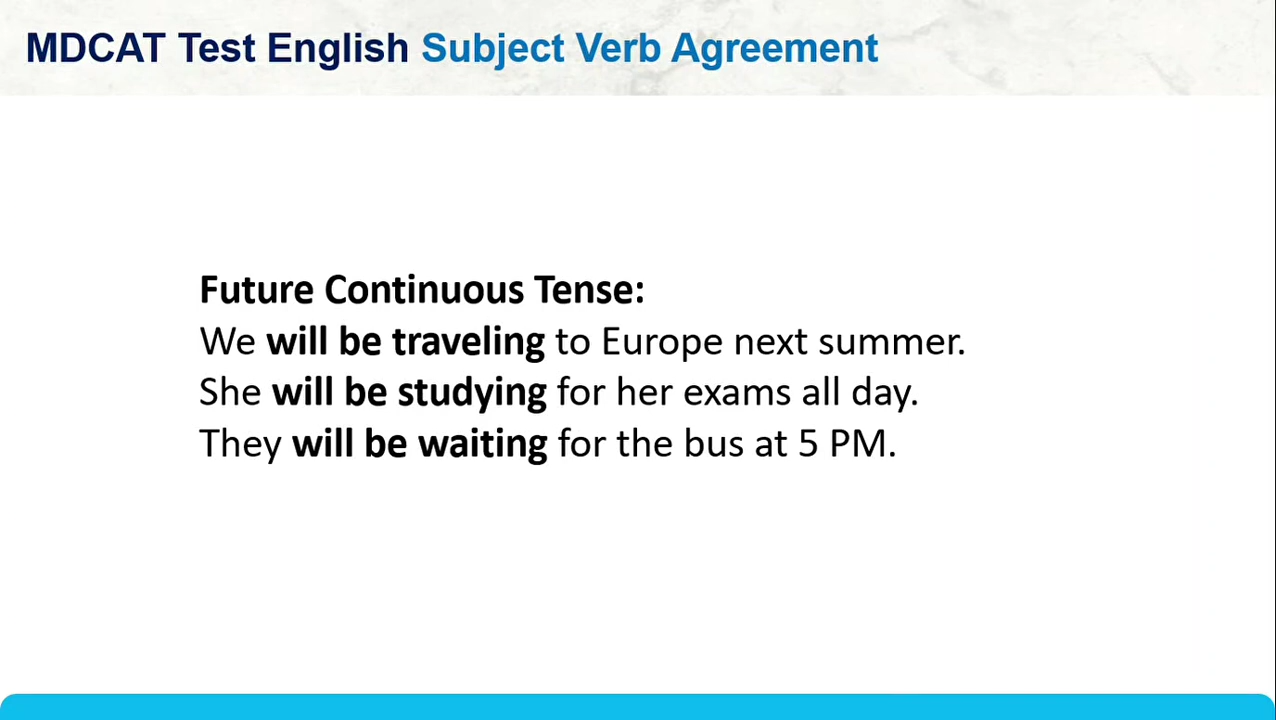 MDCAT Test English Subject Verb Agreement
Future Continuous Tense:
We will be traveling to Europe next summer.
She will be studying for her exams all day.
They will be waiting for the bus at 5 PM.